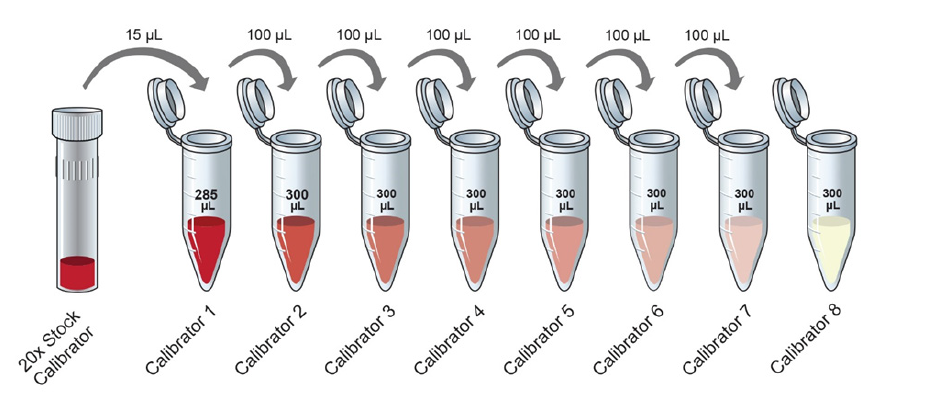 15 µL
100 µL
100 µL
100 µL
100 µL
100 µL
100 µL
285
µL
300
µL
300
µL
300
µL
300
µL
300
µL
300
µL
300
µL
20x Stock
Calibrator
Calibrator 1
Calibrator 2
Calibrator 3
Calibrator 4
Calibrator 5
Calibrator 6
Calibrator 7
Calibrator 8